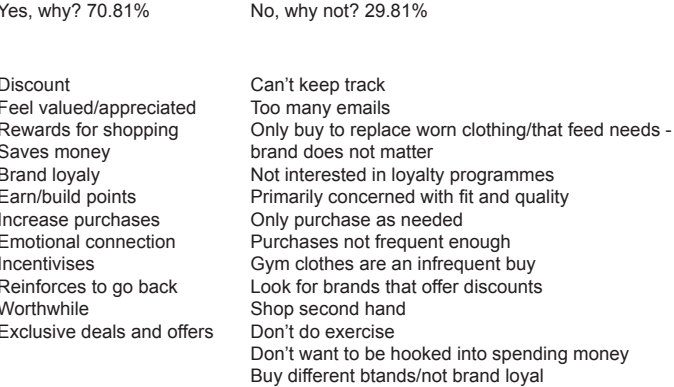 Yes, why? 70.81%
No, why not? 29.81%
Discount
Feel valued/appreciated
Rewards for shopping
Saves money
Brand loyaly
Earn/build points
Increase purchases
Emotional connection
Incentivises
Reinforces to go back
Worthwhile
Exclusive deals and offers
Can’t keep track
Too many emails
Only buy to replace worn clothing/that feed needs -
brand does not matter
Not interested in loyalty programmes
Primarily concerned with fit and quality
Only purchase as needed
Purchases not frequent enough
Gym clothes are an infrequent buy
Look for brands that offer discounts
Shop second hand
Don’t do exercise
Don’t want to be hooked into spending money
Buy different btands/not brand loyal